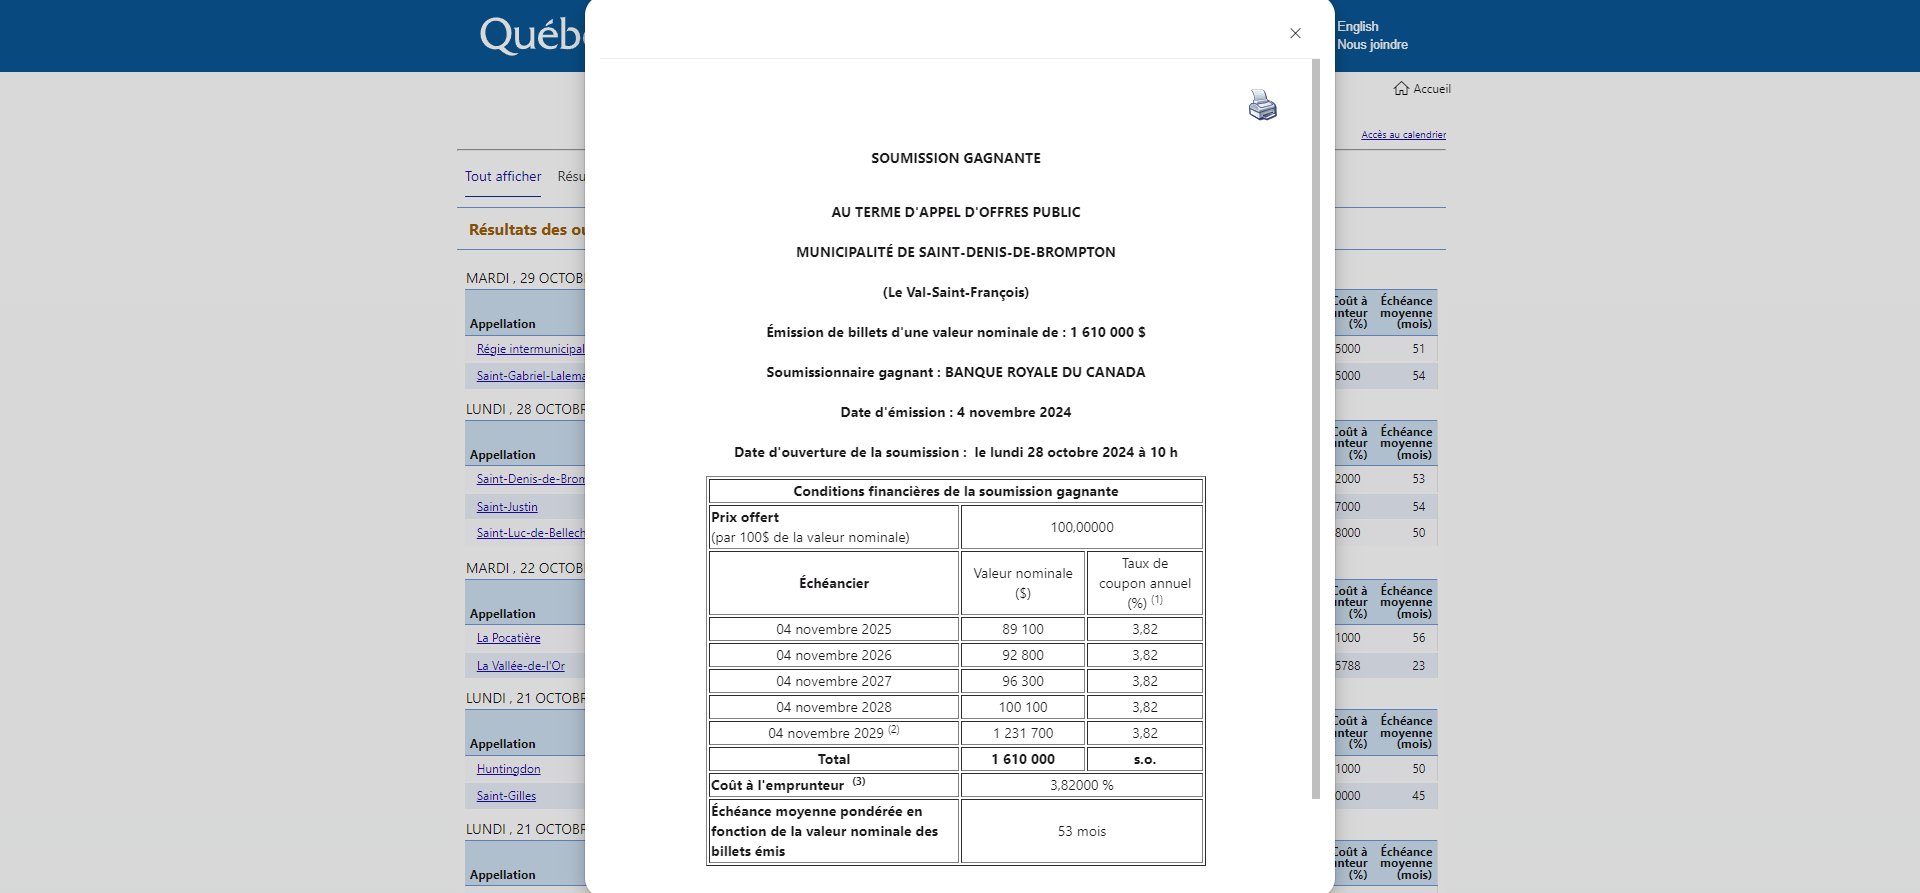 Québ
English
Nous joindre
Accueil
Accès au calendrier
Tout afficher Résu
Résultats des ou
SOUMISSION GAGNANTE
AU TERME D'APPEL D'OFFRES PUBLIC
MUNICIPALITÉ DE SAINT-DENIS-DE-BROMPTON
(Le Val-Saint-François)
Émission de billets d'une valeur nominale de : 1 610 000 $
Soumissionnaire gagnant : BANQUE ROYALE DU CANADA
Date d'émission : 4 novembre 2024
Date d'ouverture de la soumission : le lundi 28 octobre 2024 à 10 h
Conditions financières de la soumission gagnante
Prix offert
(par 100$ de la valeur nominale) 100,00000
Échéancier Valeur nominale ($) Taux de coupon annuel (%) (1)
04 novembre 2025 89 100 3,82
04 novembre 2026 92 800 3,82
04 novembre 2027 96 300 3,82
04 novembre 2028 100 100 3,82
04 novembre 2029 (2) 1 231 700 3,82
Total 1 610 000 s.o.
Coût à l'emprunteur (3) 3,82000 %
Échéance moyenne pondérée en
fonction de la valeur nominale des
billets émis 53 mois
MARDI , 29 OCTOB
Appellation Coût à nteur (%) Échéance moyenne (mois)
Régie intermunicipal 5000 51
Saint-Gabriel-Lalema 5000 54
LUNDI , 28 OCTOBR
Appellation Coût à nteur (%) Échéance moyenne (mois)
Saint-Denis-de-Brom 2000 53
Saint-Justin 7000 54
Saint-Luc-de-Bellech 8000 50
MARDI , 22 OCTOB
Appellation Coût à nteur (%) Échéance moyenne (mois)
La Pocatière 1000 56
La Vallée-de-l'Or 5788 23
LUNDI , 21 OCTOBR
Appellation Coût à nteur (%) Échéance moyenne (mois)
Huntingdon 1000 50
Saint-Gilles 0000 45
LUNDI , 21 OCTOBR
Appellation Coût à nteur (%) Échéance moyenne (mois)